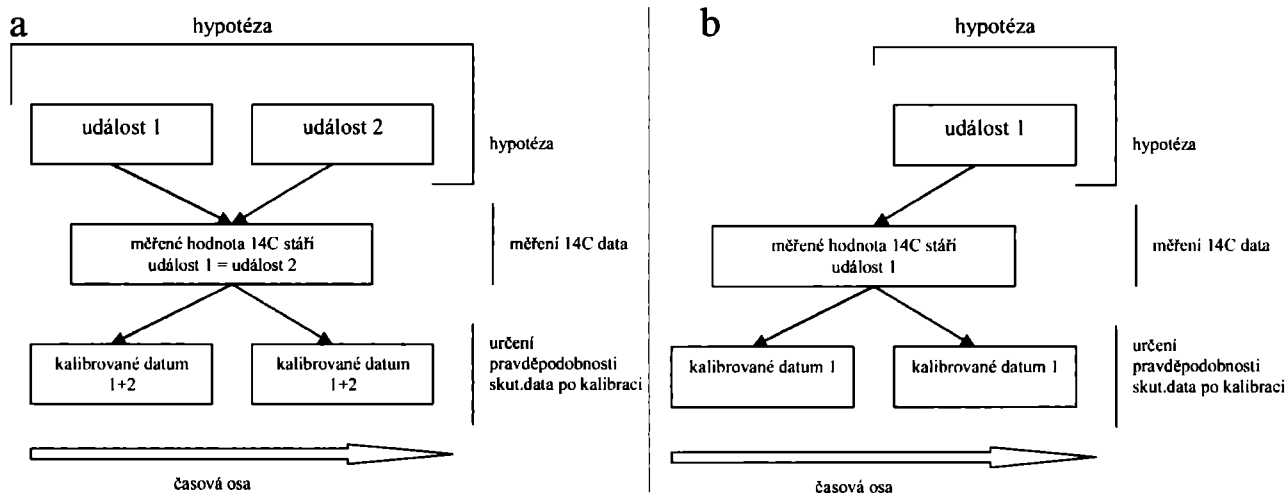 a
hypotéza
událost 1
událost 2
hypotéza
měřené hodnota 14C stáří
událost 1 = událost 2
měření 14C data
kalibrované datum
1+2
kalibrované datum
1+2
určení
pravděpodobnosti
skut.data po kalibraci
časová osa
b
hypotéza
událost 1
hypotéza
měřené hodnota 14C stáří
událost 1
měření 14C data
kalibrované datum 1
kalibrované datum 1
určení
pravděpodobnosti
skut.data po kalibraci
časová osa